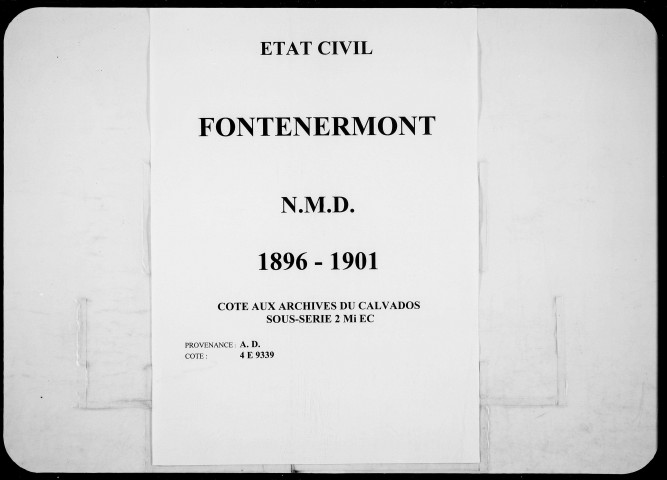 ETAT CIVIL
FONTENERMONT
N.M.D.
1896 - 1901
COTE AUX ARCHIVES DU CALVADOS
SOUS-SERIE 2 Mi EC
PROVENANCE : A. D.
COTE : 4 E 9339